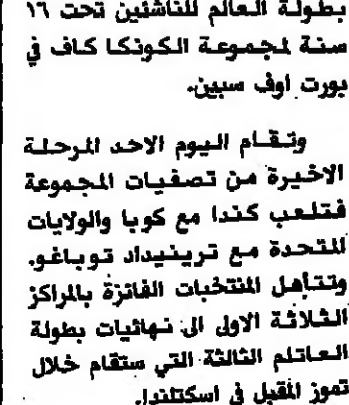 بطولة العالم للناشئين تحت ١٦
سنة لمجموعة الكونكا كاف في
بورت اوف سبين.
وتقام اليوم الاحد المرحلة
الاخيرة من تصفيات المجموعة
فتلعب كندا مع كوبا والولايات
المتحدة مع ترينيداد توباغو.
وتتأهل المنتخبات الفائزة بالمراكز
الثلاثة الاولى الى نهائيات بطولة
العاتلم الثالثة التي ستقام خلال
تموز المقبل في اسكتلندا.